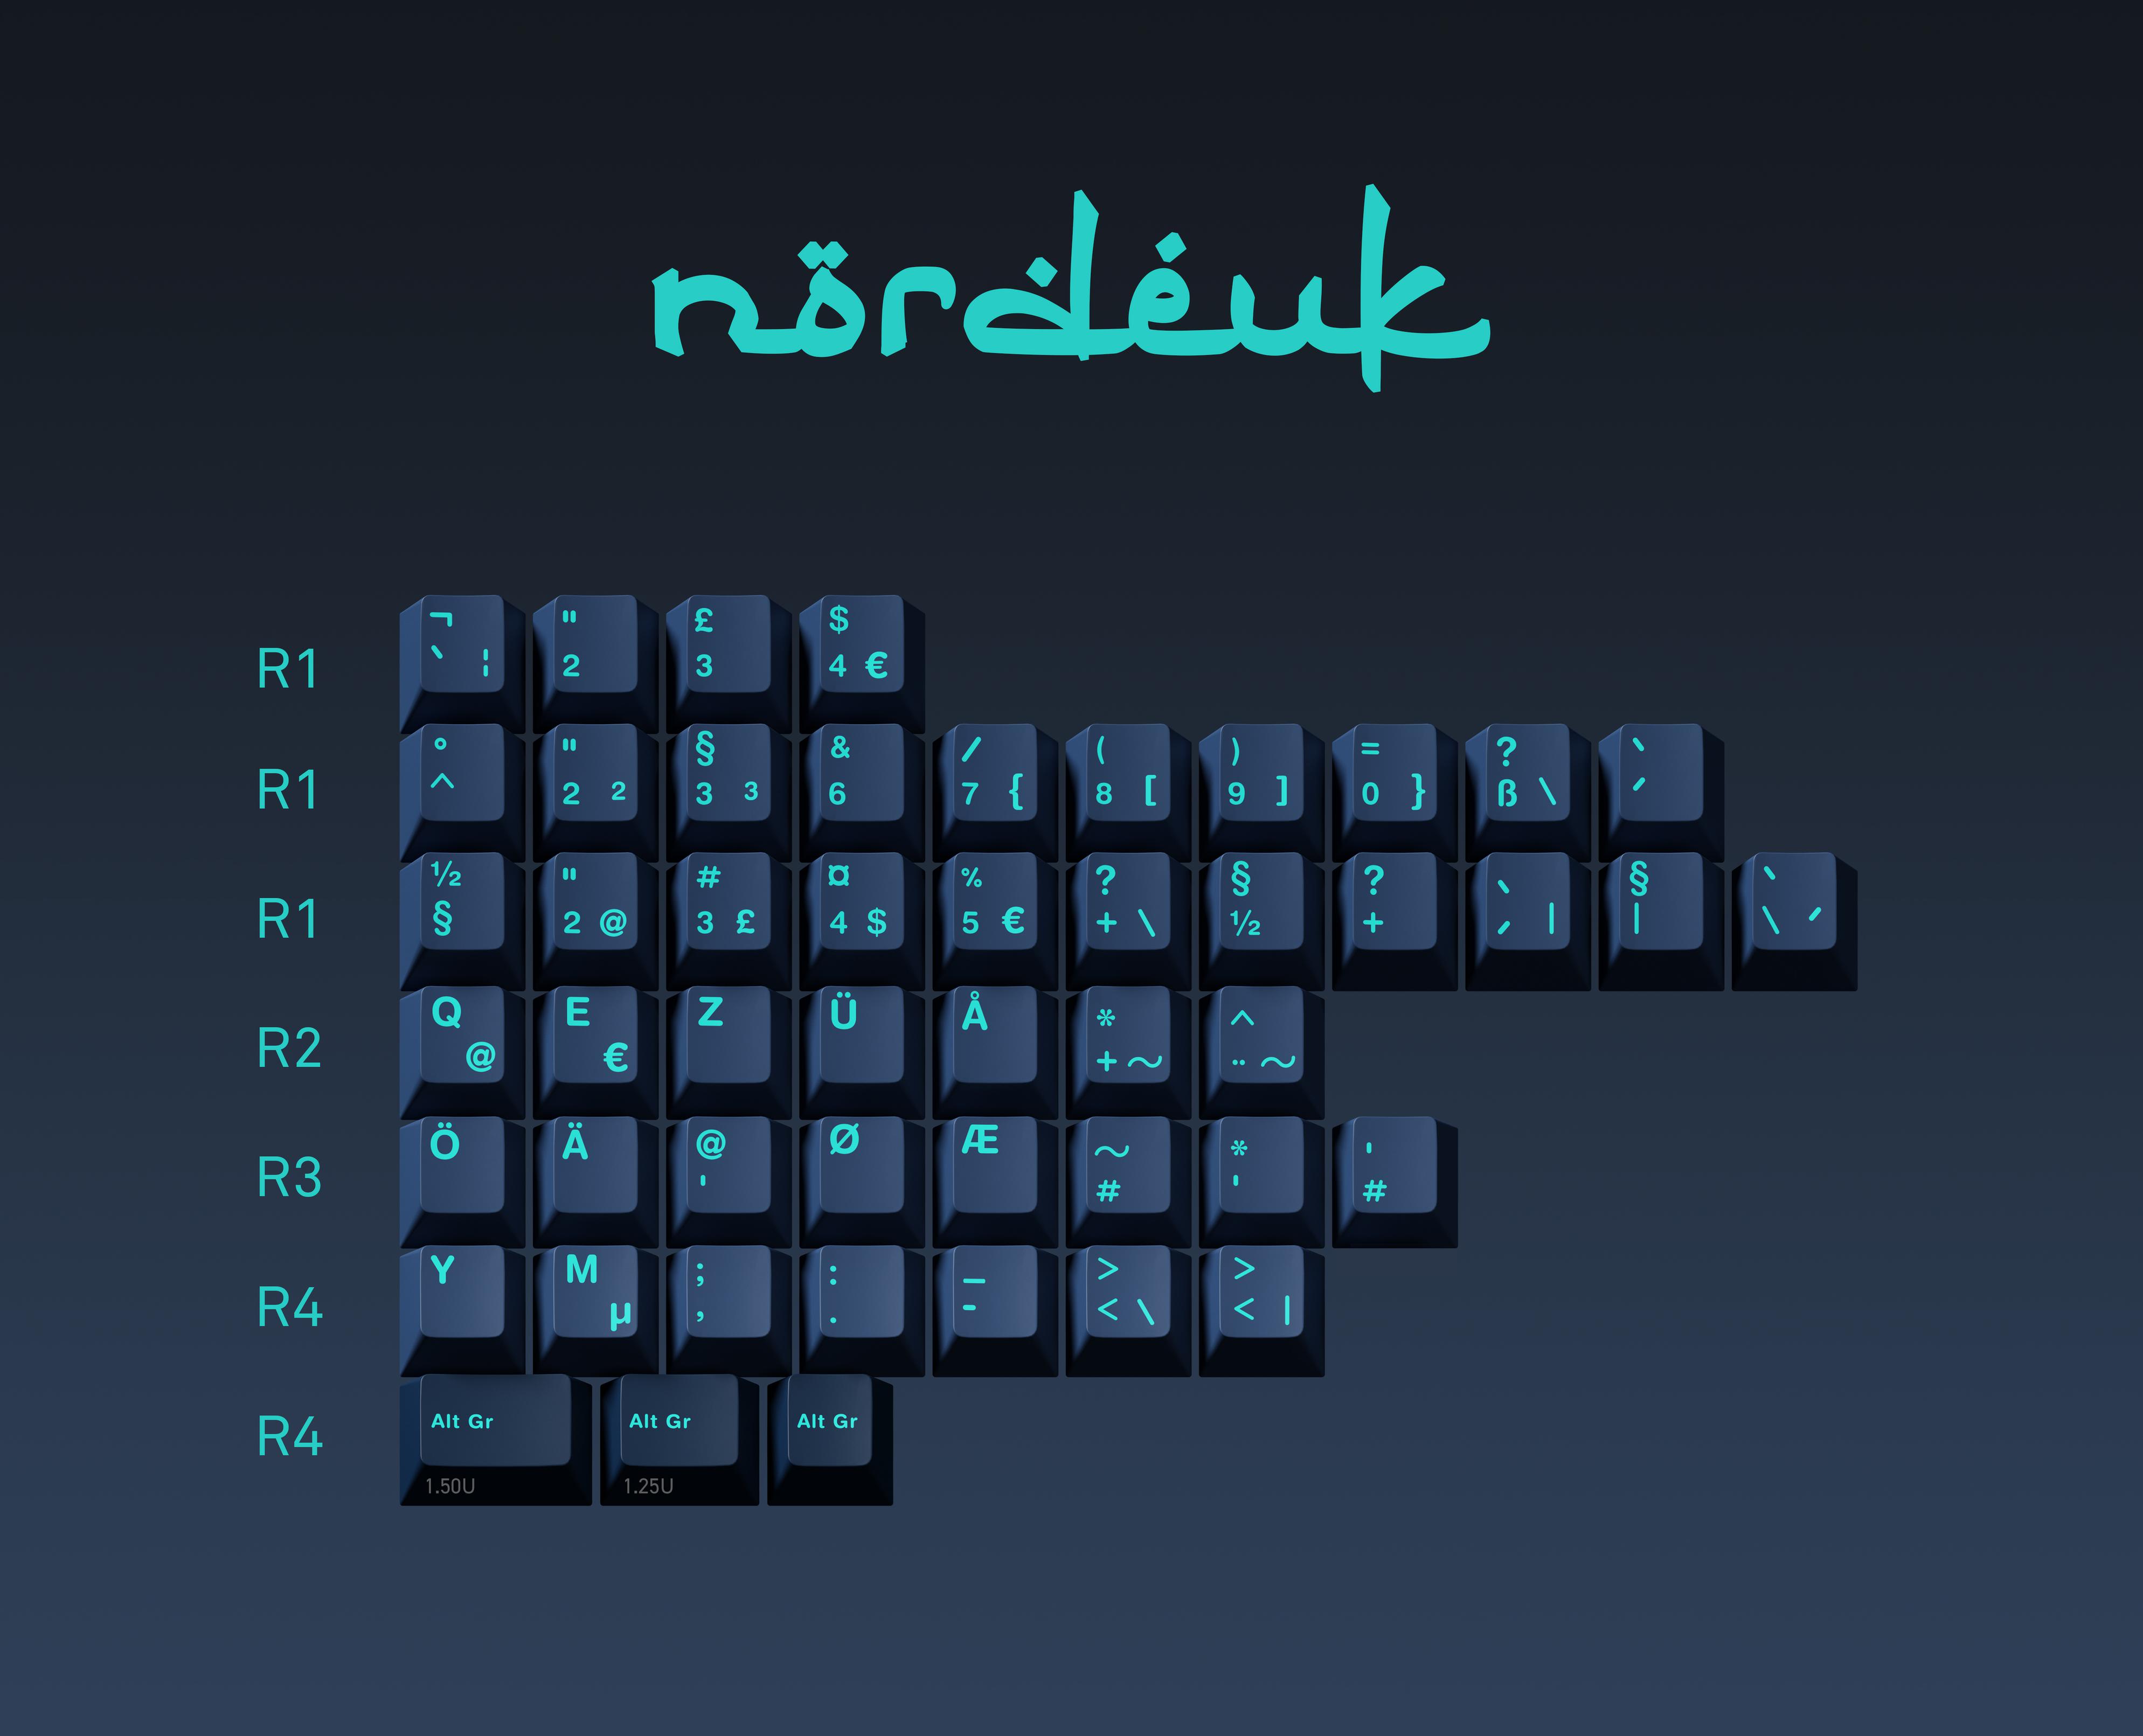 nördėuk
R1 ¬ ` ¦ " 2 £ 3 $ 4 €
R1 ° ^ " 2 2 § 3 3 & 6 / 7 { ( 8 [ ) 9 ] = 0 } ? ß \ ` ´
R1 ½ § " 2 @ # 3 £ ¤ 4 $ % 5 € ? + \ § ½ ? + ` ´ | § | ` \ ´
R2 Q @ E € Z Ü Å * + ~ ^ ¨ ~
R3 Ö Ä @ ' Ø Æ ~ # * ' ' #
R4 Y M µ ; , : . _ - > < \ > < |
R4 Alt Gr Alt Gr Alt Gr
1.50U 1.25U